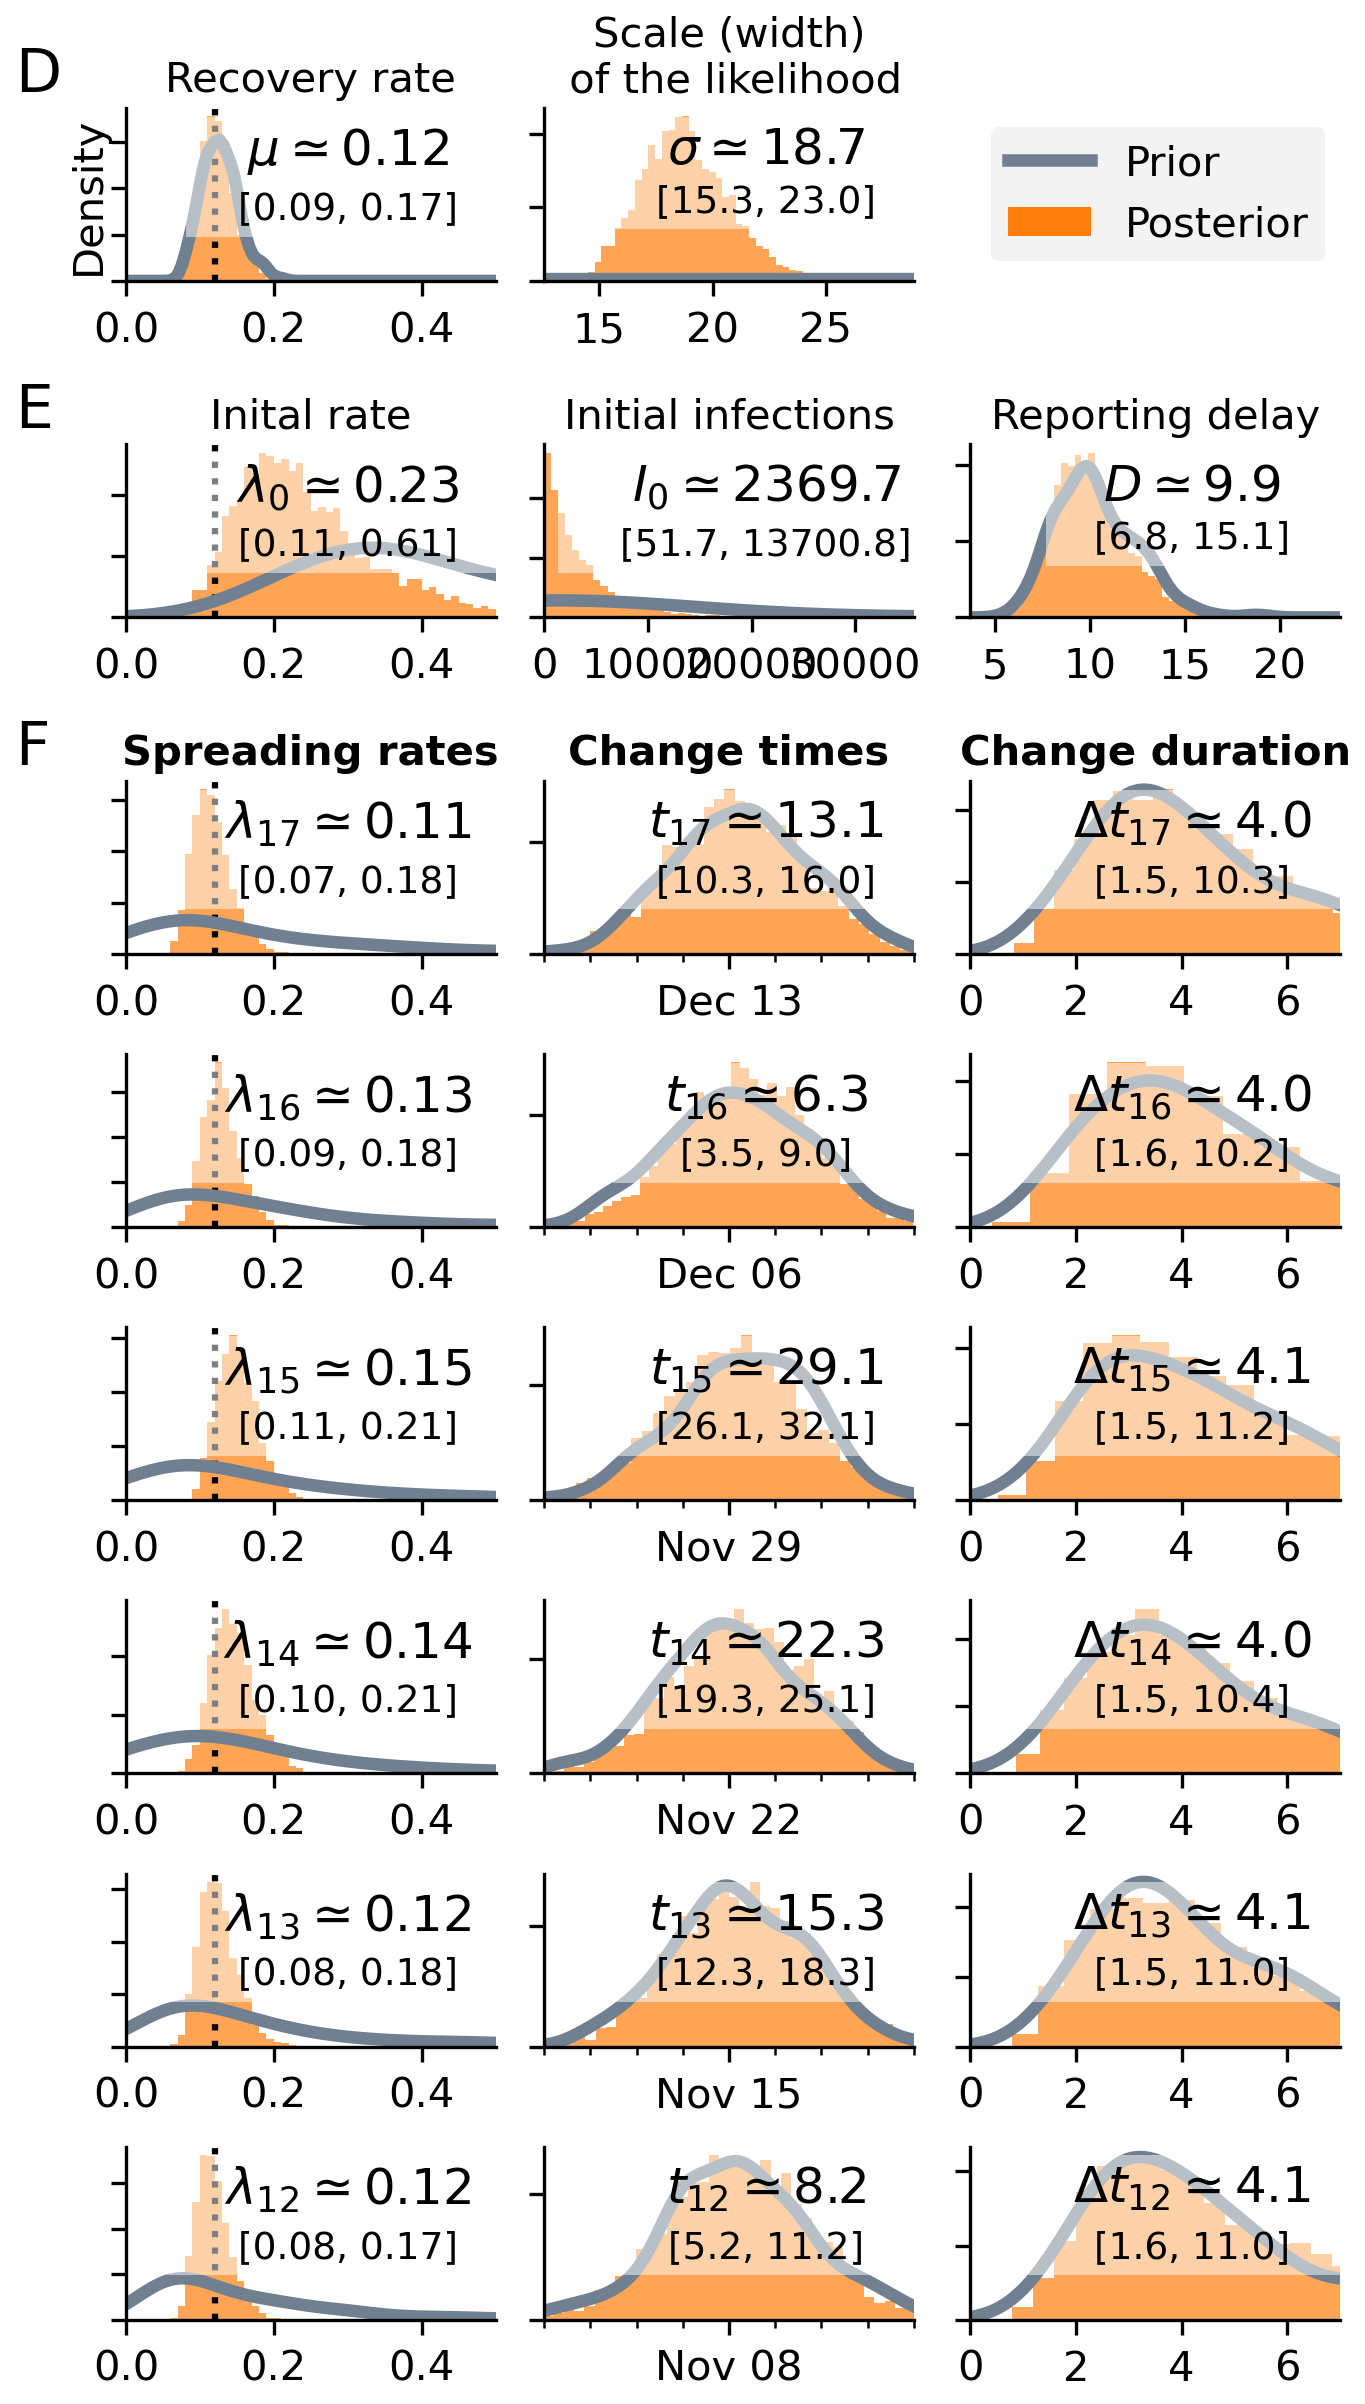 D
Recovery rate
Scale (width)
of the likelihood
Density
μ ≃ 0.12
[0.09, 0.17]
0.0 0.2 0.4
σ ≃ 18.7
[15.3, 23.0]
15 20 25
Prior
Posterior
E
Inital rate
λ0 ≃ 0.23
[0.11, 0.61]
0.0 0.2 0.4
Initial infections
I0 ≃ 2369.7
[51.7, 13700.8]
0 10000 20000 30000
Reporting delay
D ≃ 9.9
[6.8, 15.1]
5 10 15 20
F
Spreading rates
Change times
Change duration
λ17 ≃ 0.11
[0.07, 0.18]
0.0 0.2 0.4
t17 ≃ 13.1
[10.3, 16.0]
Dec 13
Δt17 ≃ 4.0
[1.5, 10.3]
0 2 4 6
λ16 ≃ 0.13
[0.09, 0.18]
0.0 0.2 0.4
t16 ≃ 6.3
[3.5, 9.0]
Dec 06
Δt16 ≃ 4.0
[1.6, 10.2]
0 2 4 6
λ15 ≃ 0.15
[0.11, 0.21]
0.0 0.2 0.4
t15 ≃ 29.1
[26.1, 32.1]
Nov 29
Δt15 ≃ 4.1
[1.5, 11.2]
0 2 4 6
λ14 ≃ 0.14
[0.10, 0.21]
0.0 0.2 0.4
t14 ≃ 22.3
[19.3, 25.1]
Nov 22
Δt14 ≃ 4.0
[1.5, 10.4]
0 2 4 6
λ13 ≃ 0.12
[0.08, 0.18]
0.0 0.2 0.4
t13 ≃ 15.3
[12.3, 18.3]
Nov 15
Δt13 ≃ 4.1
[1.5, 11.0]
0 2 4 6
λ12 ≃ 0.12
[0.08, 0.17]
0.0 0.2 0.4
t12 ≃ 8.2
[5.2, 11.2]
Nov 08
Δt12 ≃ 4.1
[1.6, 11.0]
0 2 4 6